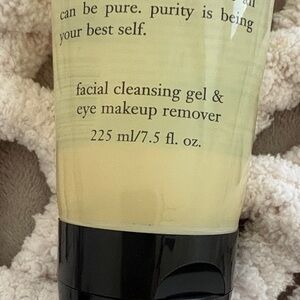 can be pure. purity is being
your best self.
facial cleansing gel &
eye makeup remover
225 ml/7.5 fl. oz.